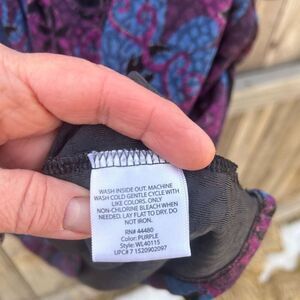 WASH INSIDE OUT. MACHINE
WASH COLD GENTLE CYCLE WITH
LIKE COLORS. ONLY
NON-CHLORINE BLEACH WHEN
NEEDED. LAY FLAT TO DRY. DO
NOT IRON.
RN# 44480
Color: PURPLE
Style: WL40115
UPC# 7 1520902097